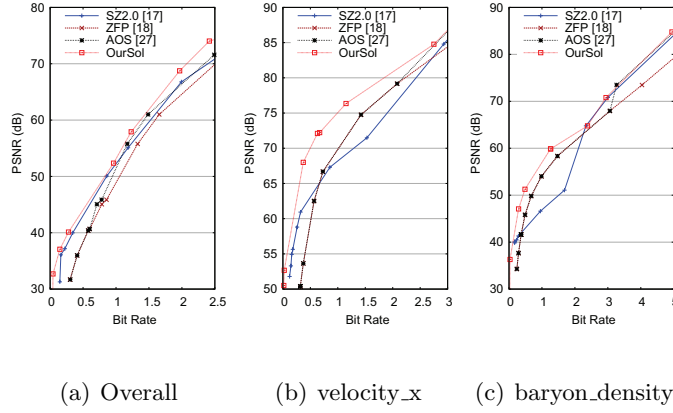 SZ2.0 [17]
ZFP [18]
AOS [27]
OurSol
PSNR (dB)
80
70
60
50
40
30
0 0.5 1 1.5 2 2.5
Bit Rate
(a) Overall
SZ2.0 [17]
ZFP [18]
AOS [27]
OurSol
PSNR (dB)
90
85
80
75
70
65
60
55
50
0 0.5 1 1.5 2 2.5 3
Bit Rate
(b) velocity_x
SZ2.0 [17]
ZFP [18]
AOS [27]
OurSol
PSNR (dB)
90
80
70
60
50
40
30
0 1 2 3 4 5
Bit Rate
(c) baryon_density